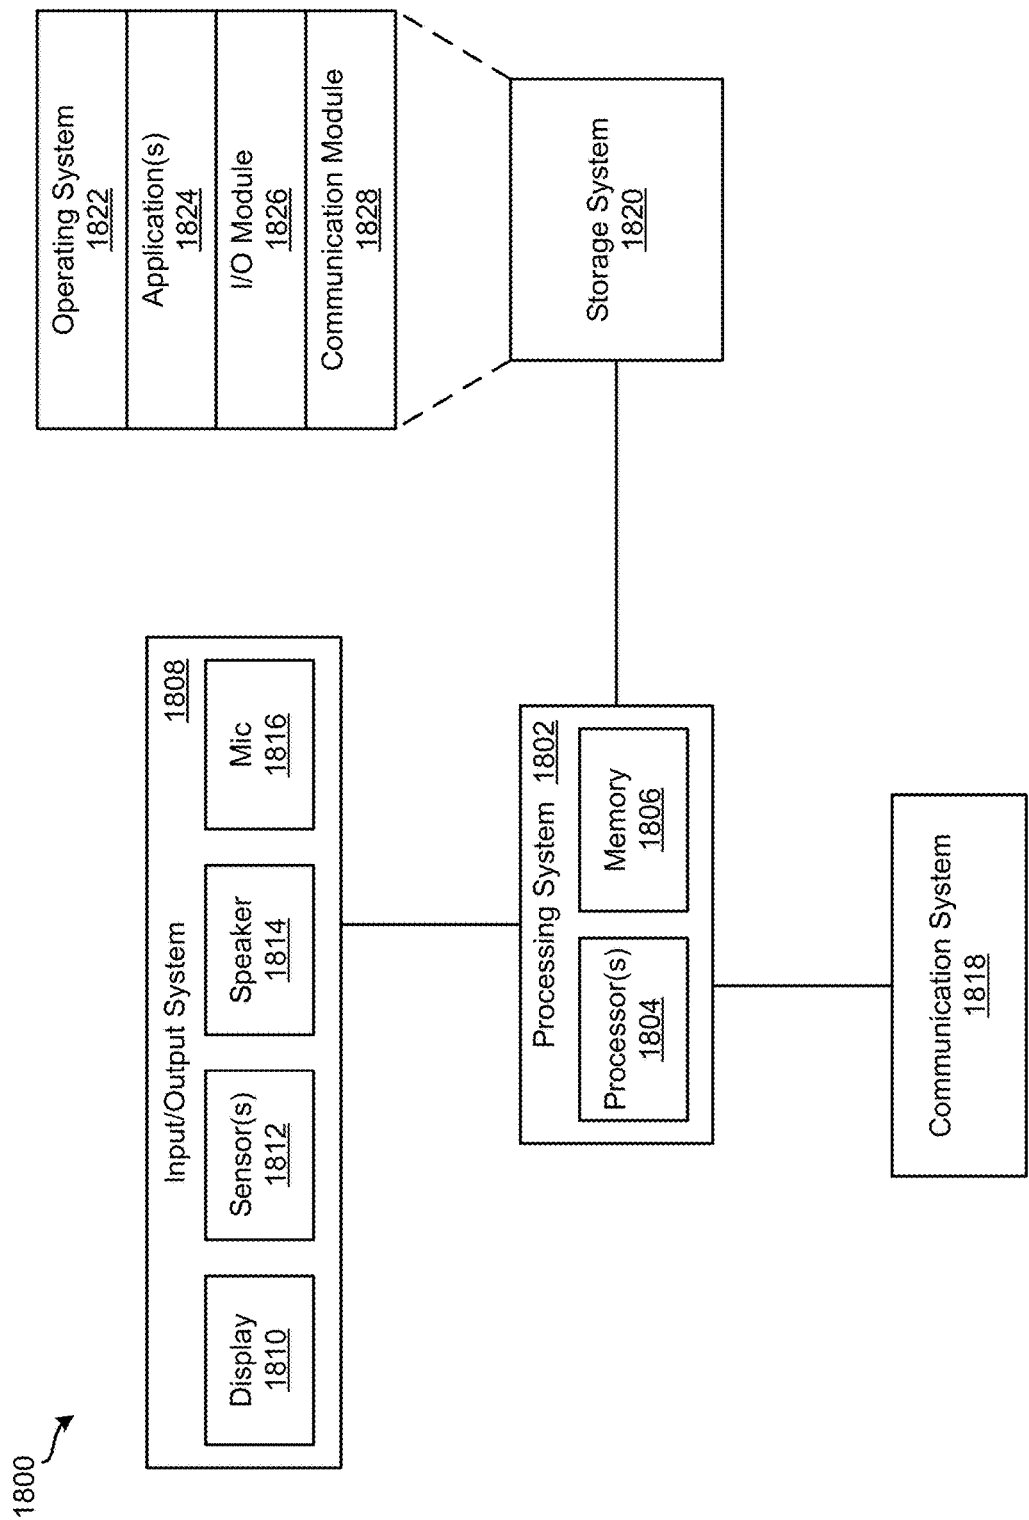 1800
Input/Output System
1808
Display
1810
Sensor(s)
1812
Speaker
1814
Mic
1816
Operating System
1822
Application(s)
1824
I/O Module
1826
Communication Module
1828
Processing System 1802
Processor(s)
1804
Memory
1806
Storage System
1820
Communication System
1818